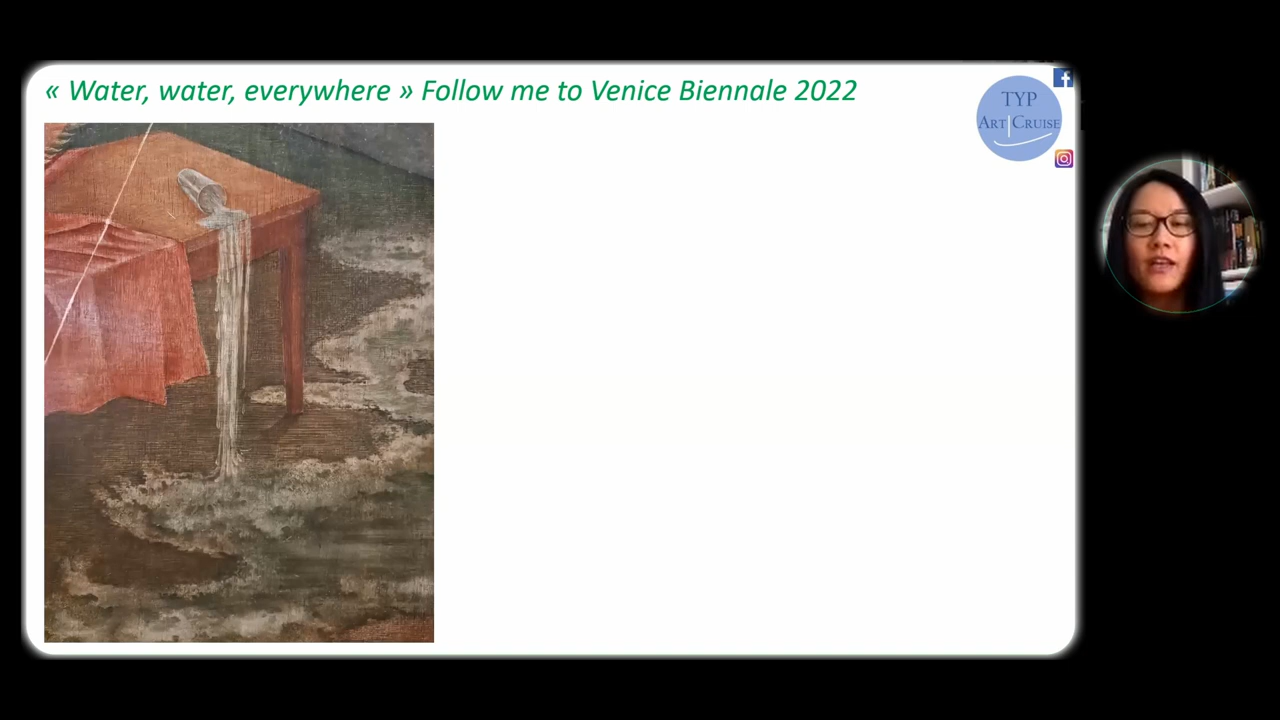 « Water, water, everywhere » Follow me to Venice Biennale 2022
TYP
ART|CRUISE